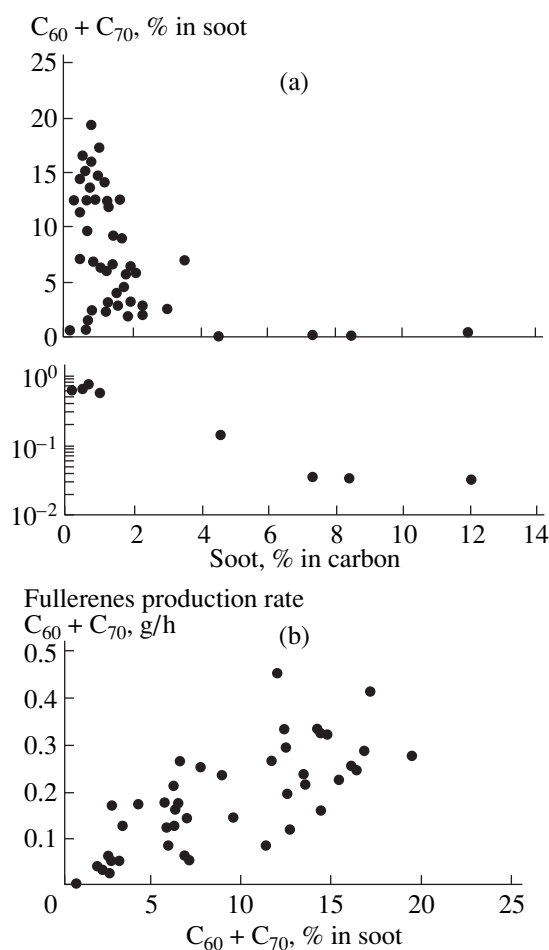 C₆₀ + C₇₀, % in soot
(a)
25
20
15
10
5
0
10⁰
10⁻¹
10⁻²
0 2 4 6 8 10 12 14
Soot, % in carbon
Fullerenes production rate
C₆₀ + C₇₀, g/h
(b)
0.5
0.4
0.3
0.2
0.1
0 5 10 15 20 25
C₆₀ + C₇₀, % in soot